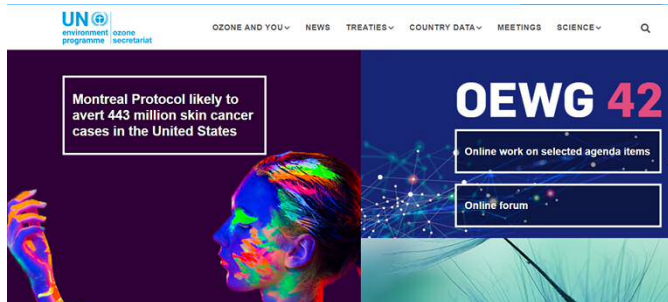 UN
environment
programme
ozone
secretariat
OZONE AND YOU
NEWS
TREATIES
COUNTRY DATA
MEETINGS
SCIENCE
Montreal Protocol likely to
avert 443 million skin cancer
cases in the United States
OEWG 42
Online work on selected agenda items
Online forum